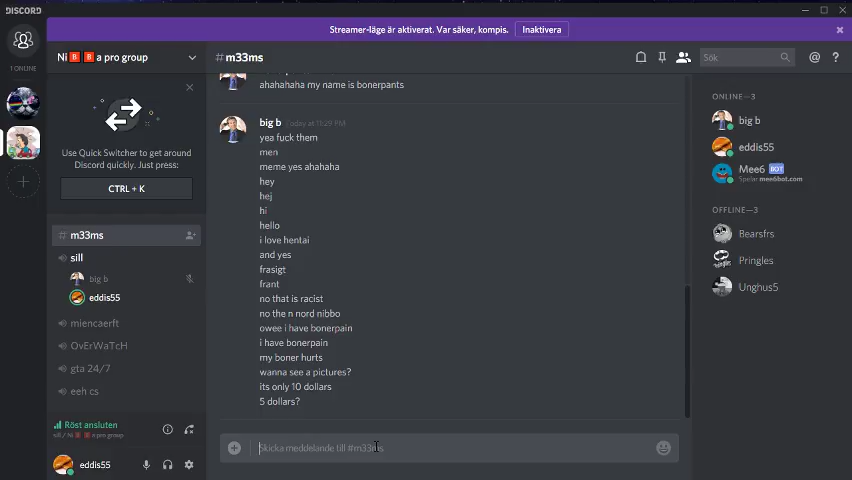 DISCORD
Streamer-läge är aktiverat. Var säker, kompis.
Inaktivera
1 ONLINE
Ni🅱️🅱️a pro group
Use Quick Switcher to get around
Discord quickly. Just press:
CTRL + K
# m33ms
sill
big b
eddis55
miencaerft
OvErWaTcH
gta 24/7
eeh cs
Röst ansluten
sill / Ni🅱️🅱️a pro group
eddis55
# m33ms
Sök
ahahahaha my name is bonerpants
big b Today at 11:29 PM
yea fuck them
men
meme yes ahahaha
hey
hej
hi
hello
i love hentai
and yes
frasigt
frant
no that is racist
no the n nord nibbo
owee i have bonerpain
i have bonerpain
my boner hurts
wanna see a pictures?
its only 10 dollars
5 dollars?
Skicka meddelande till #m33ms
ONLINE—3
big b
eddis55
Mee6 BOT
Spelar mee6bot.com
OFFLINE—3
Bearsfrs
Pringles
Unghus5